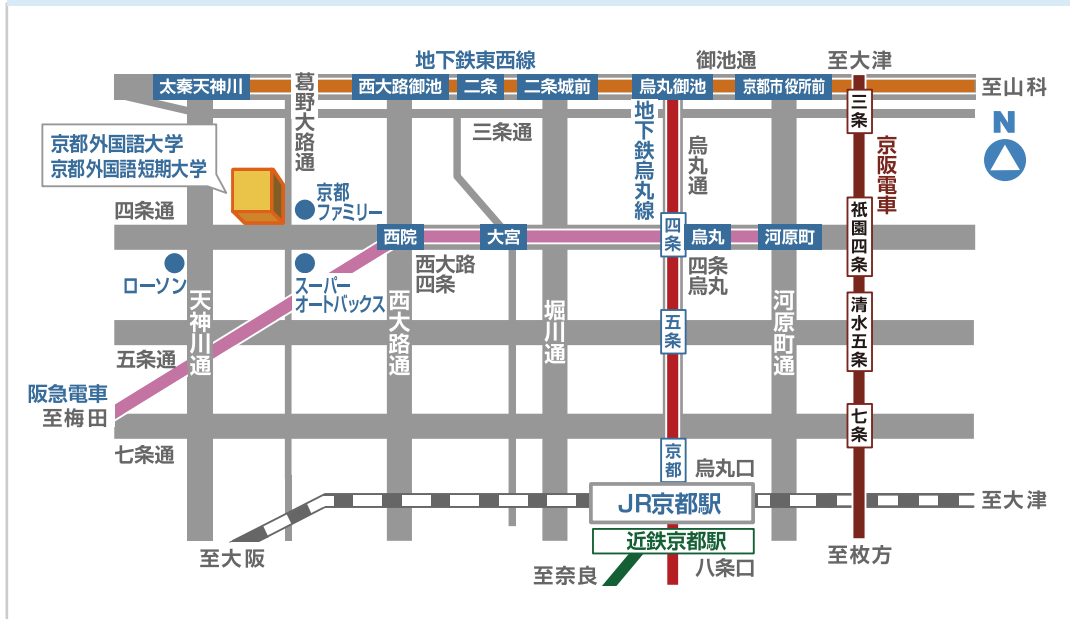 地下鉄東西線
御池通
至大津
太秦天神川
西大路御池
二条
二条城前
烏丸御池
京都市役所前
至山科
葛野大路通
三条
N
京都外国語大学
京都外国語短期大学
三条通
地下鉄烏丸線
烏丸通
京阪電車
京都
ファミリー
四条通
西院
大宮
四条
烏丸
河原町
祇園四条
ローソン
スーパー
オートバックス
西大路
四条
四条
烏丸
天神川通
西大路通
堀川通
河原町通
五条
清水五条
五条通
阪急電車
至梅田
七条
七条通
京都
烏丸口
JR京都駅
至大津
近鉄京都駅
至大阪
至奈良
八条口
至枚方